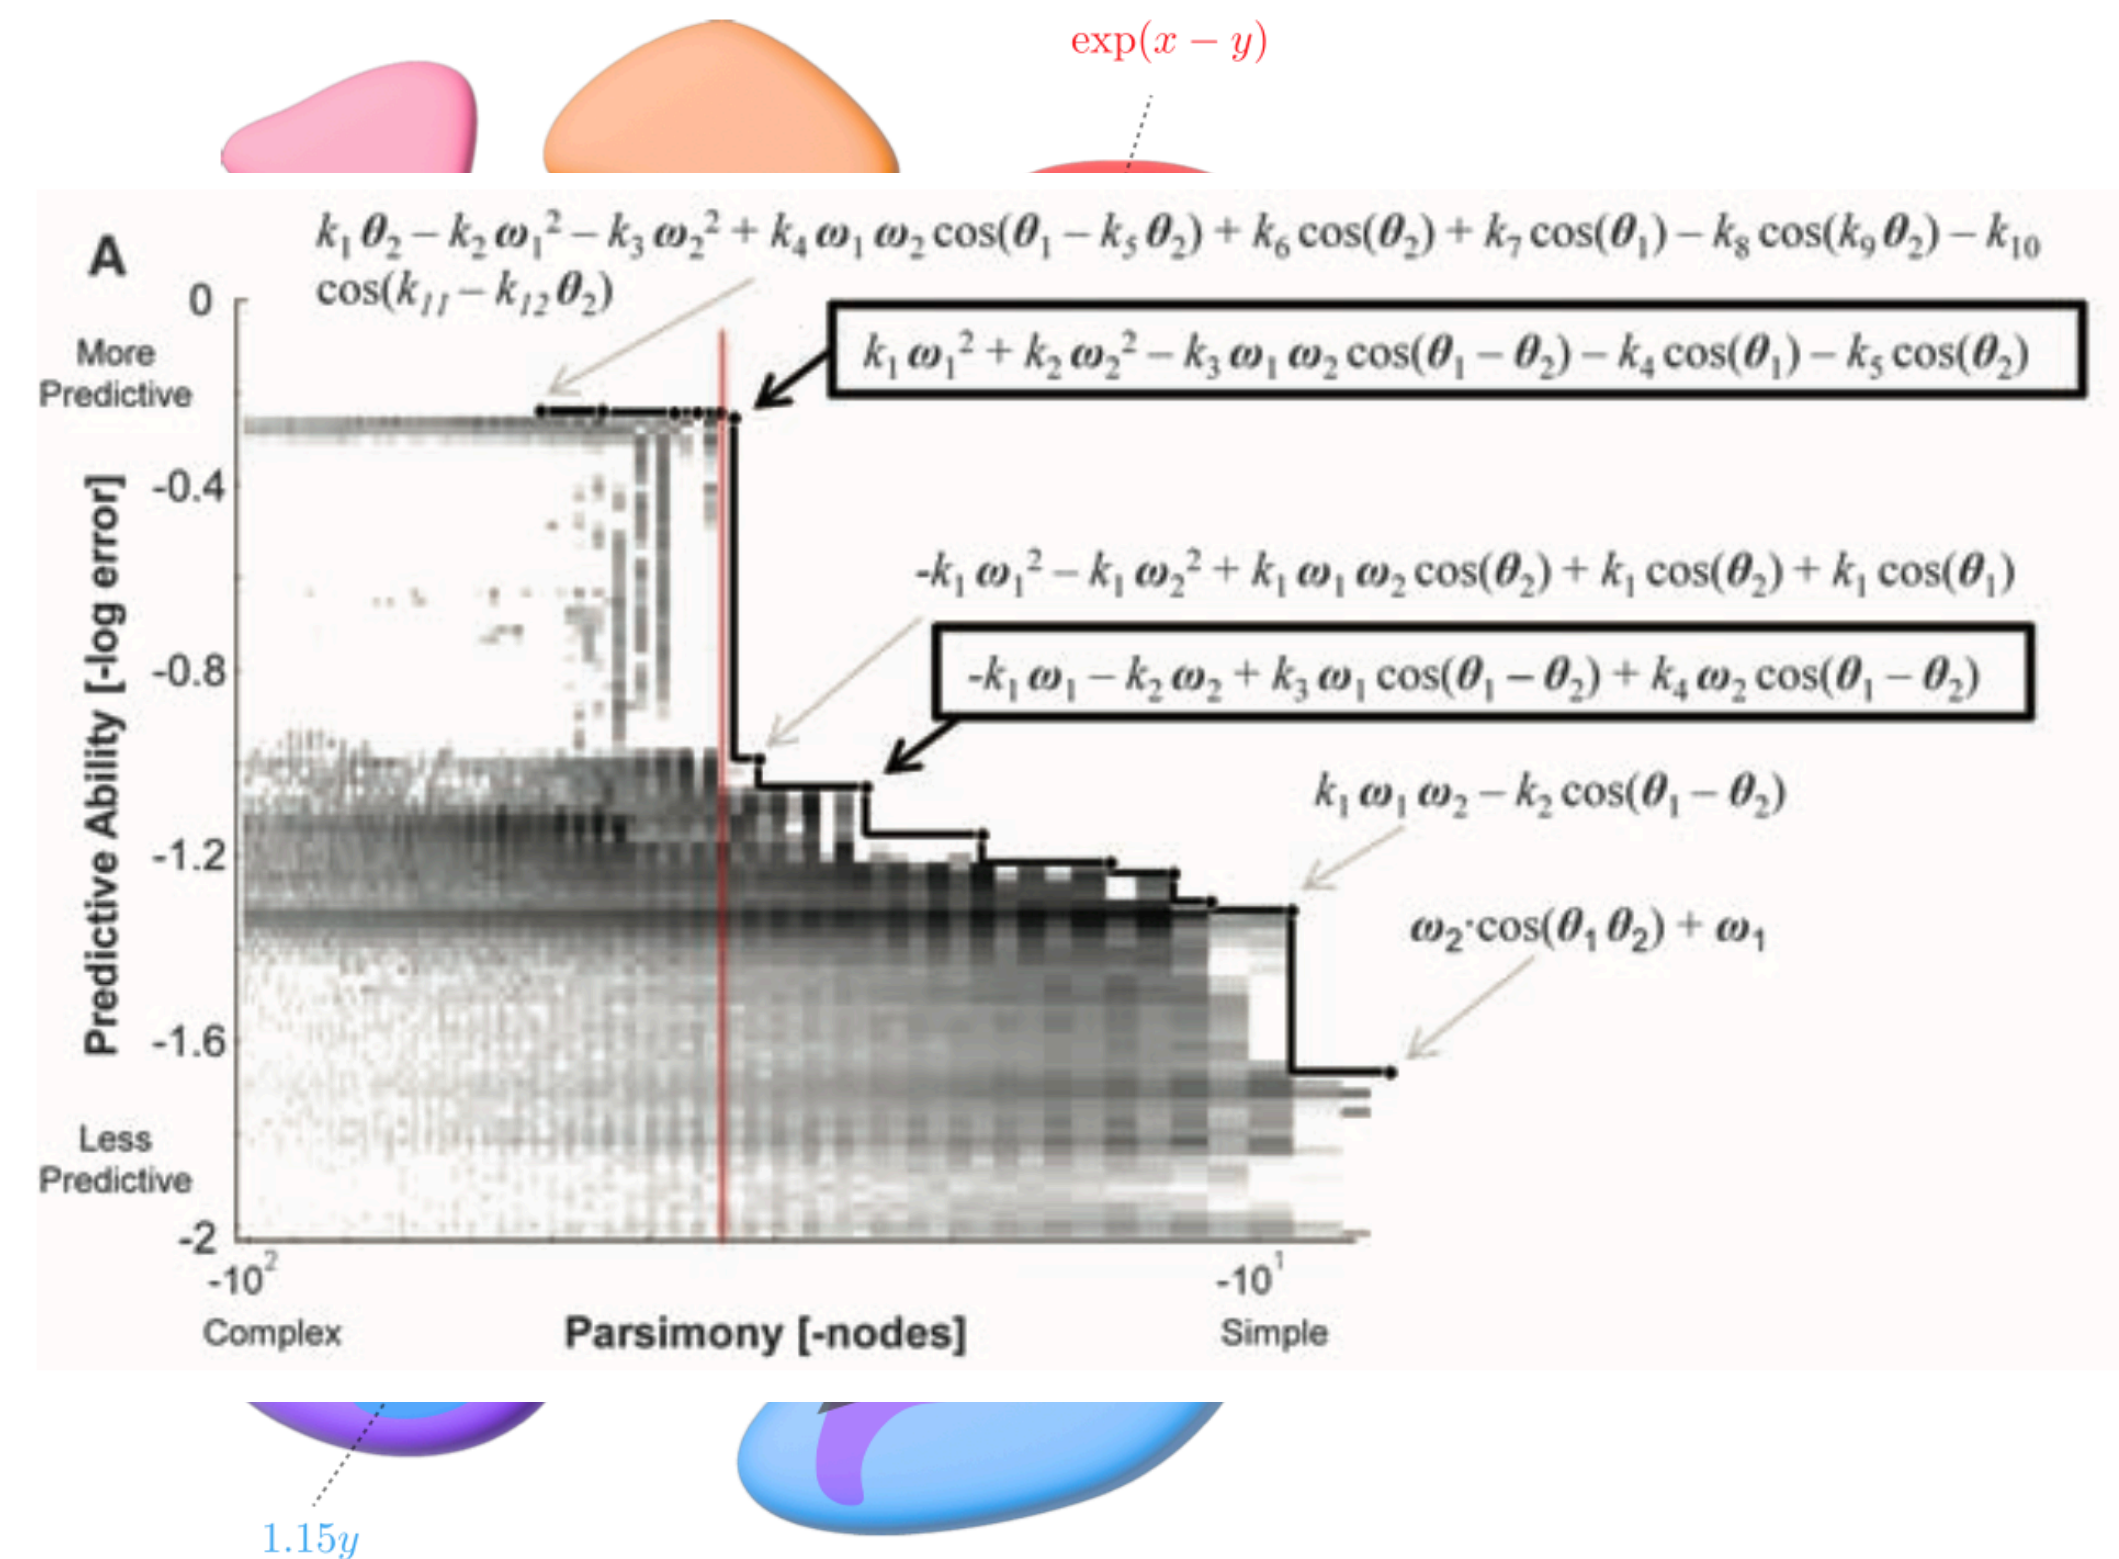 exp(x − y)
A
k₁θ₂ − k₂ω₁² − k₃ω₂² + k₄ω₁ω₂cos(θ₁ − k₅θ₂) + k₆cos(θ₂) + k₇cos(θ₁) − k₈cos(k₉θ₂) − k₁₀
cos(k₁₁ − k₁₂θ₂)
0
More
Predictive
k₁ω₁² + k₂ω₂² − k₃ω₁ω₂cos(θ₁ − θ₂) − k₄cos(θ₁) − k₅cos(θ₂)
-0.4
-k₁ω₁² − k₁ω₂² + k₁ω₁ω₂cos(θ₂) + k₁cos(θ₂) + k₁cos(θ₁)
-0.8
-k₁ω₁ − k₂ω₂ + k₃ω₁cos(θ₁ − θ₂) + k₄ω₂cos(θ₁ − θ₂)
Predictive Ability [-log error]
k₁ω₁ω₂ − k₂cos(θ₁ − θ₂)
-1.2
ω₂·cos(θ₁θ₂) + ω₁
-1.6
Less
Predictive
-2
-10² -10¹
Complex Parsimony [-nodes] Simple
1.15y